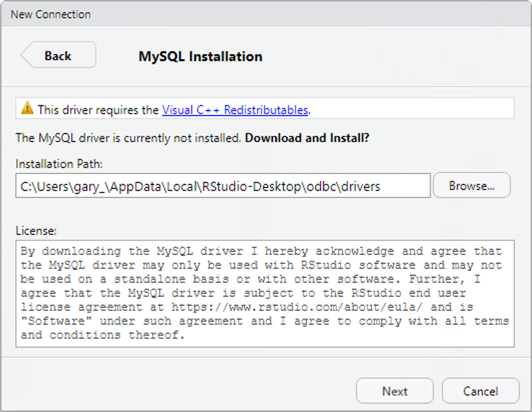 New Connection
Back
MySQL Installation
This driver requires the Visual C++ Redistributables.
The MySQL driver is currently not installed. Download and Install?
Installation Path:
C:\Users\gary_\AppData\Local\RStudio-Desktop\odbc\drivers
Browse...
License:
By downloading the MySQL driver I hereby acknowledge and agree that
the MySQL driver may only be used with RStudio software and may not
be used on a standalone basis or with other software. Further, I
agree that the MySQL driver is subject to the RStudio end user
license agreement at https://www.rstudio.com/about/eula/ and is
"Software" under such agreement and I agree to comply with all terms
and conditions thereof.
Next
Cancel